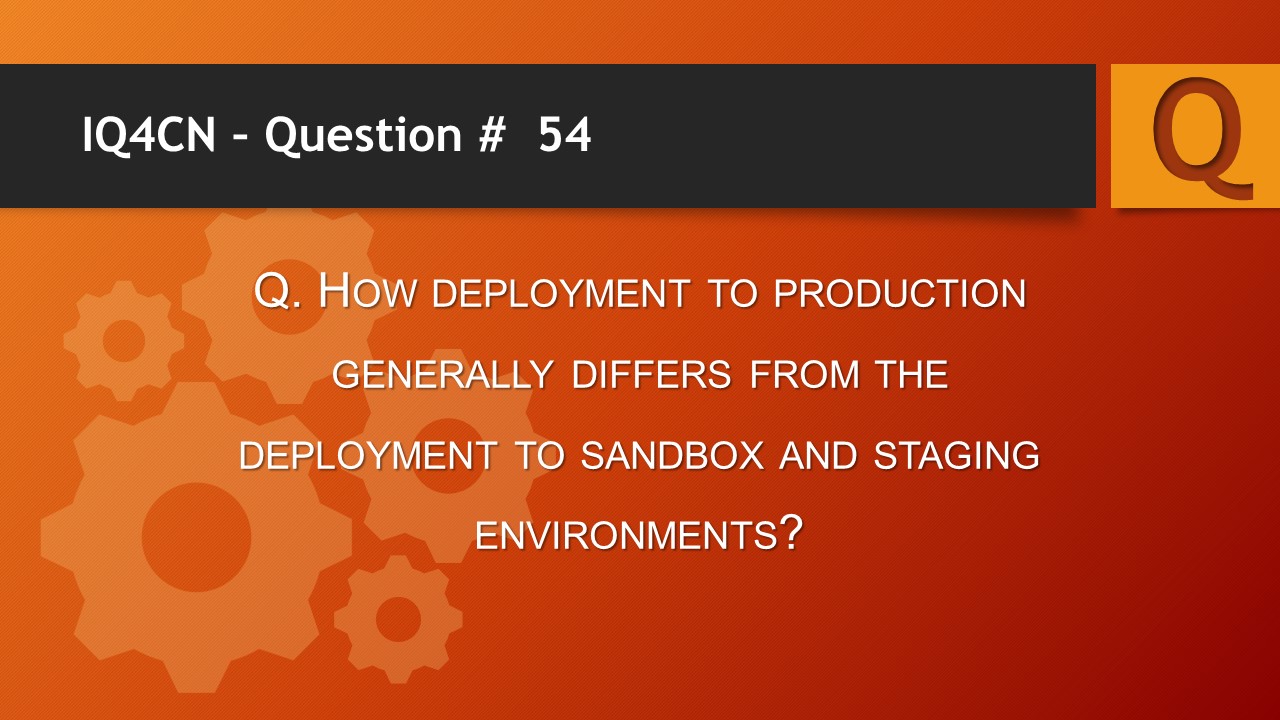 IQ4CN – Question #  54
Q
Q. How deployment to production
generally differs from the
deployment to sandbox and staging
environments?